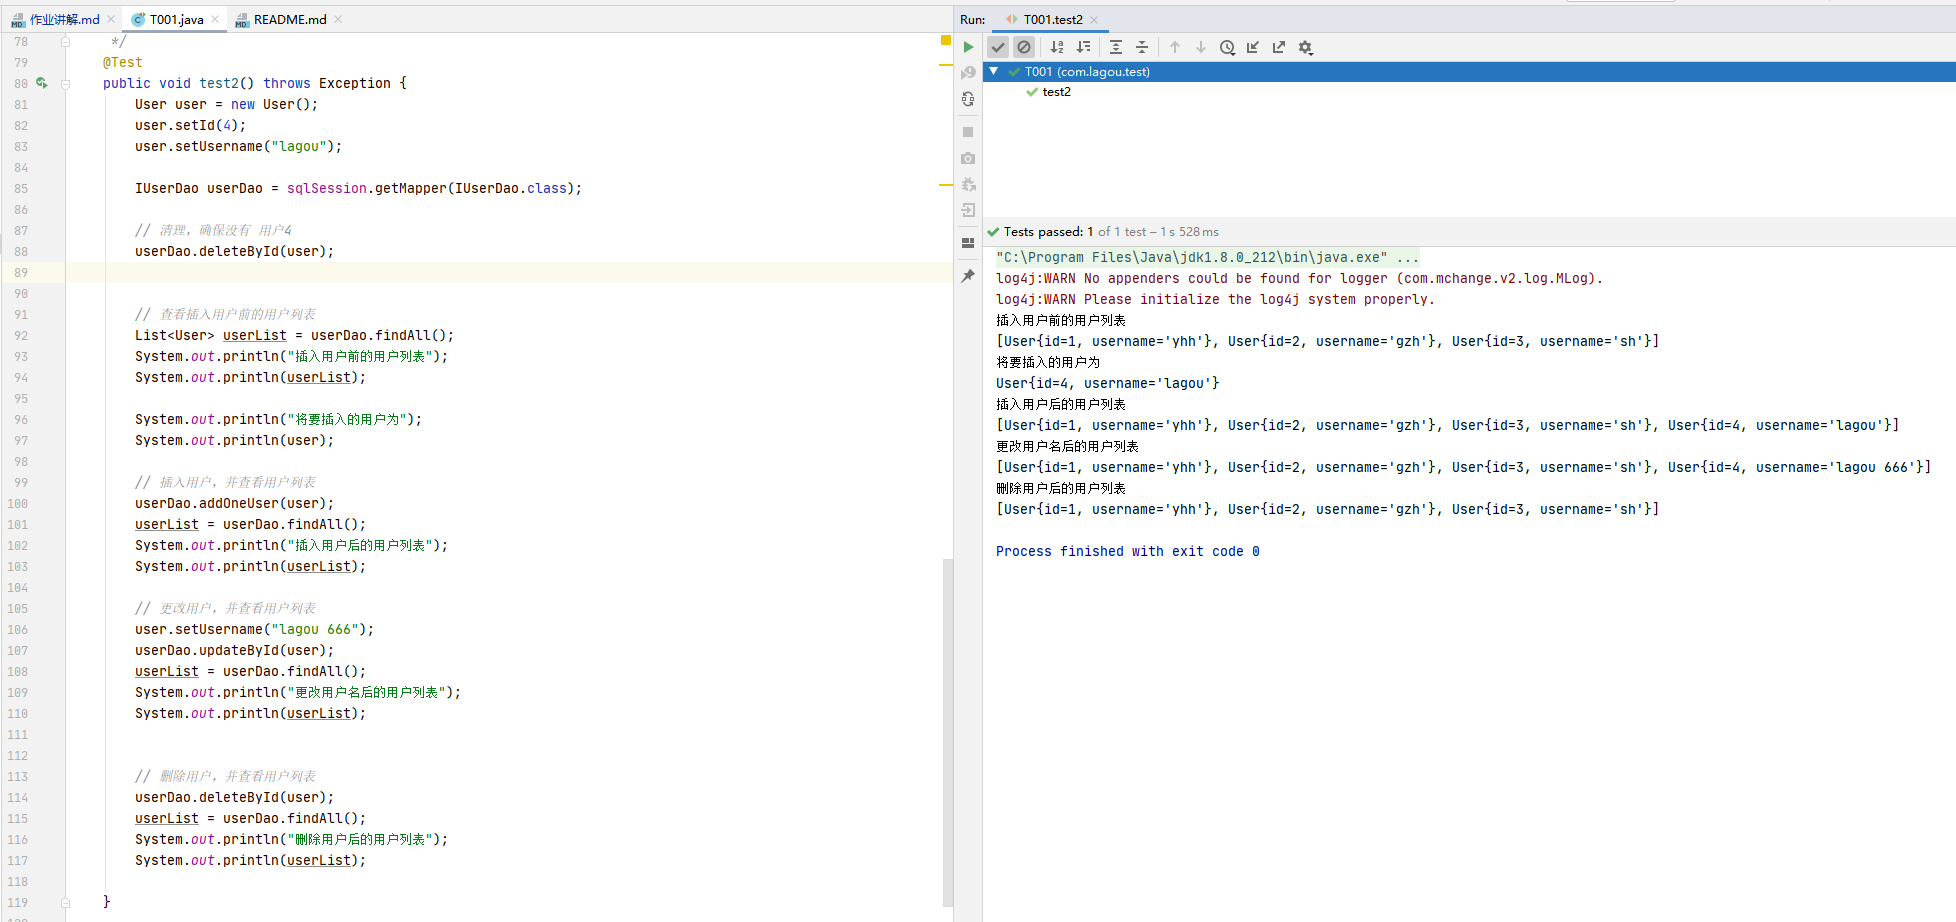 作业讲解.md
T001.java
README.md
78 */
79 @Test
80 public void test2() throws Exception {
81 User user = new User();
82 user.setId(4);
83 user.setUsername("lagou");
84
85 IUserDao userDao = sqlSession.getMapper(IUserDao.class);
86
87 // 清理，确保没有 用户4
88 userDao.deleteById(user);
89
90
91 // 查看插入用户前的用户列表
92 List<User> userList = userDao.findAll();
93 System.out.println("插入用户前的用户列表");
94 System.out.println(userList);
95
96 System.out.println("将要插入的用户为");
97 System.out.println(user);
98
99 // 插入用户，并查看用户列表
100 userDao.addOneUser(user);
101 userList = userDao.findAll();
102 System.out.println("插入用户后的用户列表");
103 System.out.println(userList);
104
105 // 更改用户，并查看用户列表
106 user.setUsername("lagou 666");
107 userDao.updateById(user);
108 userList = userDao.findAll();
109 System.out.println("更改用户名后的用户列表");
110 System.out.println(userList);
111
112
113 // 删除用户，并查看用户列表
114 userDao.deleteById(user);
115 userList = userDao.findAll();
116 System.out.println("删除用户后的用户列表");
117 System.out.println(userList);
118
119 }
Run: T001.test2
T001 (com.lagou.test)
test2
Tests passed: 1 of 1 test – 1 s 528 ms
"C:\Program Files\Java\jdk1.8.0_212\bin\java.exe" ...
log4j:WARN No appenders could be found for logger (com.mchange.v2.log.MLog).
log4j:WARN Please initialize the log4j system properly.
插入用户前的用户列表
[User{id=1, username='yhh'}, User{id=2, username='gzh'}, User{id=3, username='sh'}]
将要插入的用户为
User{id=4, username='lagou'}
插入用户后的用户列表
[User{id=1, username='yhh'}, User{id=2, username='gzh'}, User{id=3, username='sh'}, User{id=4, username='lagou'}]
更改用户名后的用户列表
[User{id=1, username='yhh'}, User{id=2, username='gzh'}, User{id=3, username='sh'}, User{id=4, username='lagou 666'}]
删除用户后的用户列表
[User{id=1, username='yhh'}, User{id=2, username='gzh'}, User{id=3, username='sh'}]
Process finished with exit code 0